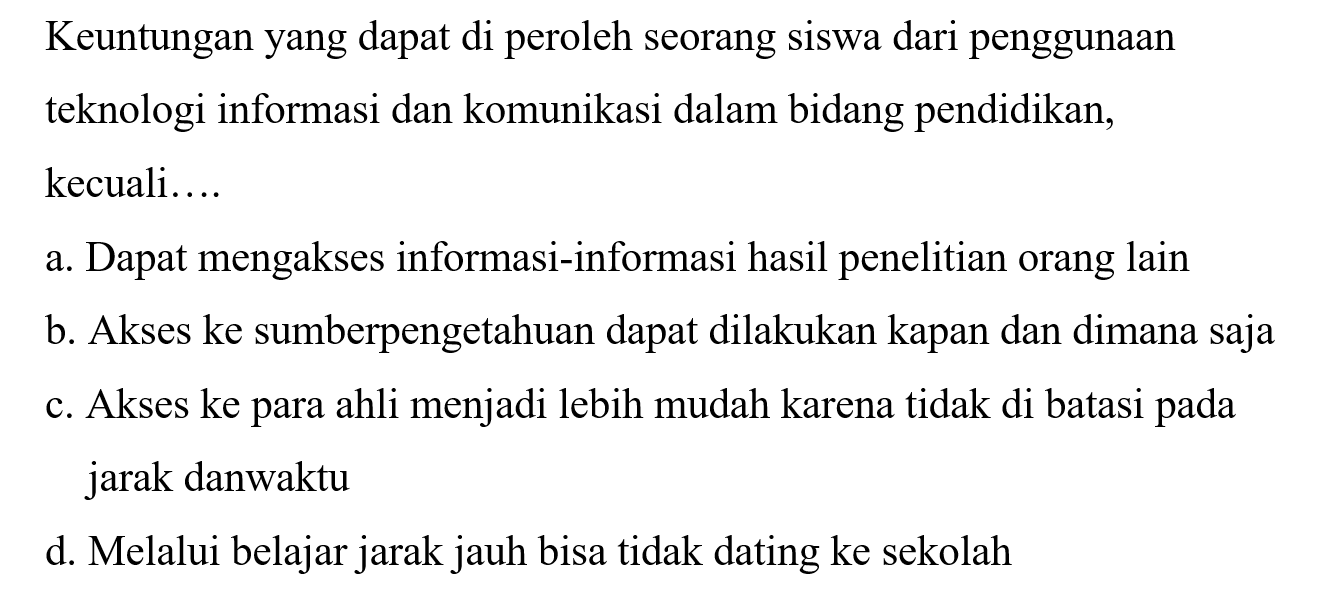 Keuntungan yang dapat di peroleh seorang siswa dari penggunaan
teknologi informasi dan komunikasi dalam bidang pendidikan,
kecuali….
a. Dapat mengakses informasi-informasi hasil penelitian orang lain
b. Akses ke sumberpengetahuan dapat dilakukan kapan dan dimana saja
c. Akses ke para ahli menjadi lebih mudah karena tidak di batasi pada
jarak danwaktu
d. Melalui belajar jarak jauh bisa tidak dating ke sekolah